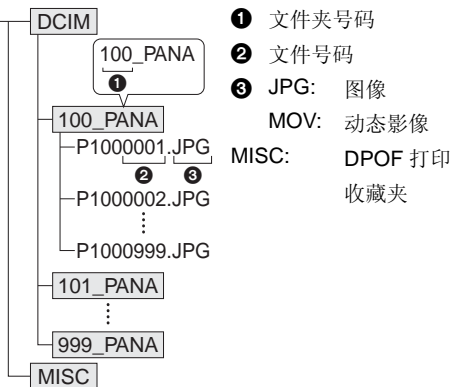 DCIM
100_PANA
❶
100_PANA
P1000001.JPG
❷ ❸
P1000002.JPG
P1000999.JPG
101_PANA
999_PANA
MISC
❶ 文件夹号码
❷ 文件号码
❸ JPG: 图像
MOV: 动态影像
MISC: DPOF 打印
收藏夹